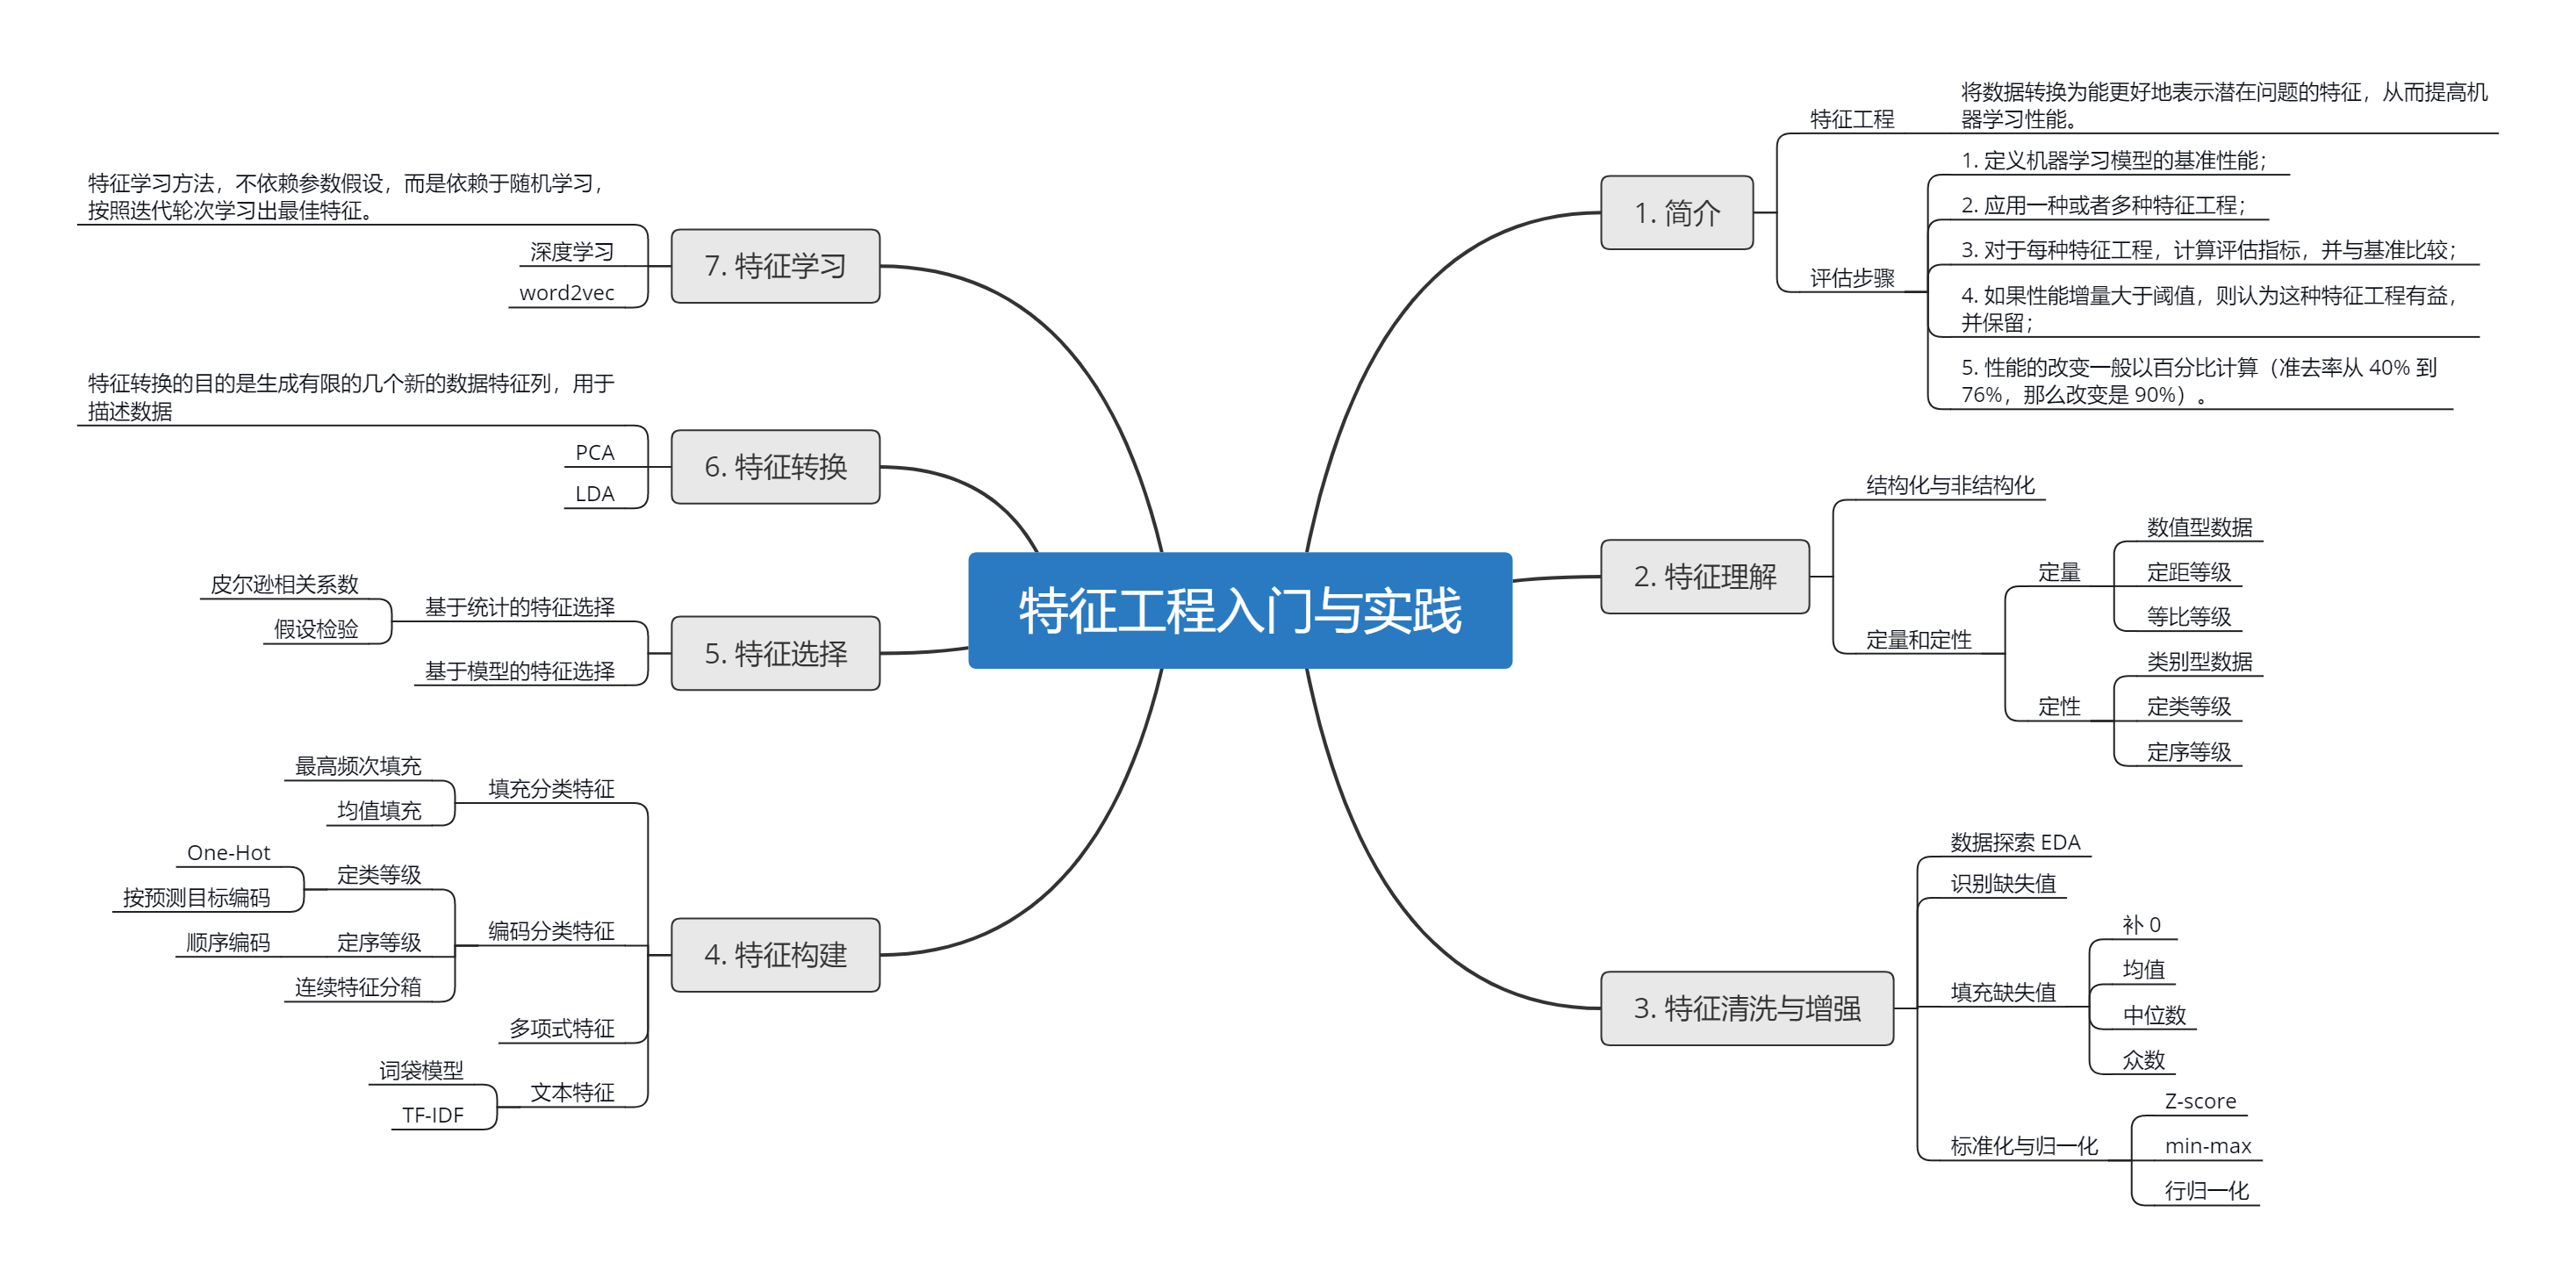 特征工程入门与实践
1. 简介
特征工程
将数据转换为能更好地表示潜在问题的特征，从而提高机
器学习性能。
评估步骤
1. 定义机器学习模型的基准性能；
2. 应用一种或者多种特征工程；
3. 对于每种特征工程，计算评估指标，并与基准比较；
4. 如果性能增量大于阈值，则认为这种特征工程有益，
并保留；
5. 性能的改变一般以百分比计算（准去率从 40% 到
76%，那么改变是 90%）。
2. 特征理解
结构化与非结构化
定量和定性
定量
数值型数据
定距等级
等比等级
定性
类别型数据
定类等级
定序等级
3. 特征清洗与增强
数据探索 EDA
识别缺失值
填充缺失值
补 0
均值
中位数
众数
标准化与归一化
Z-score
min-max
行归一化
4. 特征构建
填充分类特征
最高频次填充
均值填充
编码分类特征
定类等级
One-Hot
按预测目标编码
定序等级
顺序编码
连续特征分箱
多项式特征
文本特征
词袋模型
TF-IDF
5. 特征选择
基于统计的特征选择
皮尔逊相关系数
假设检验
基于模型的特征选择
6. 特征转换
特征转换的目的是生成有限的几个新的数据特征列，用于
描述数据
PCA
LDA
7. 特征学习
特征学习方法，不依赖参数假设，而是依赖于随机学习，
按照迭代轮次学习出最佳特征。
深度学习
word2vec